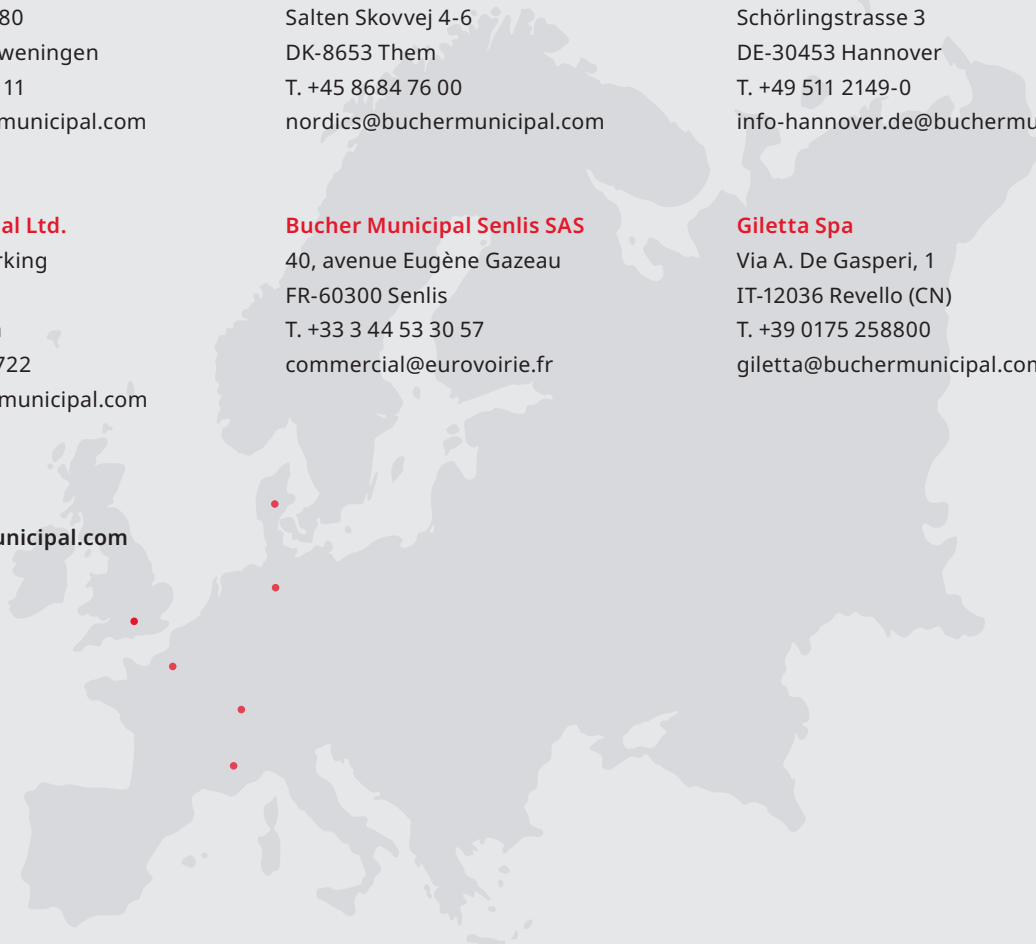 80
weningen
11
municipal.com
al Ltd.
rking
722
municipal.com
unicipal.com
Salten Skovvej 4-6
DK-8653 Them
T. +45 8684 76 00
nordics@buchermunicipal.com
Bucher Municipal Senlis SAS
40, avenue Eugène Gazeau
FR-60300 Senlis
T. +33 3 44 53 30 57
commercial@eurovoirie.fr
Schörlingstrasse 3
DE-30453 Hannover
T. +49 511 2149-0
info-hannover.de@buchermu
Giletta Spa
Via A. De Gasperi, 1
IT-12036 Revello (CN)
T. +39 0175 258800
giletta@buchermunicipal.con